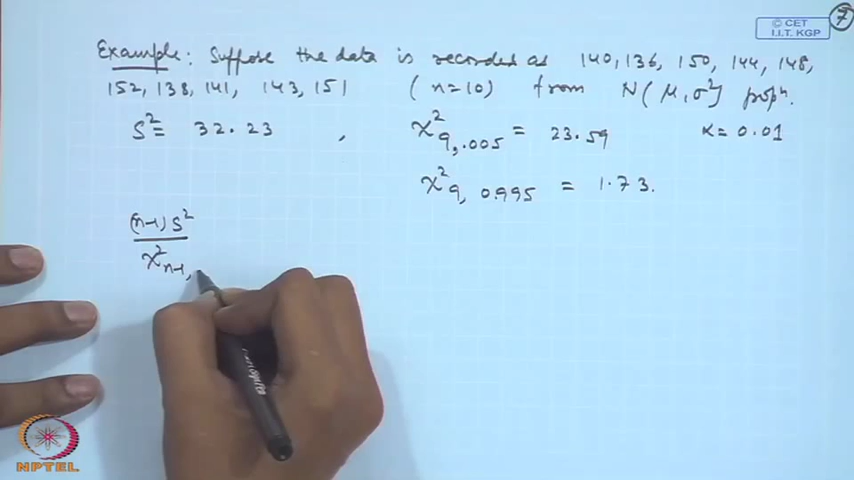 © CET
I.I.T. KGP
7
Example: Suppose the data is recorded as 140, 136, 150, 144, 148,
152, 138, 141, 143, 151 (n=10) from N(μ, σ²) popⁿ.
S² = 32.23 , χ²9, .005 = 23.59 α = 0.01
χ²9, 0.995 = 1.73.
(n-1) S²
χ²n-1,
NPTEL